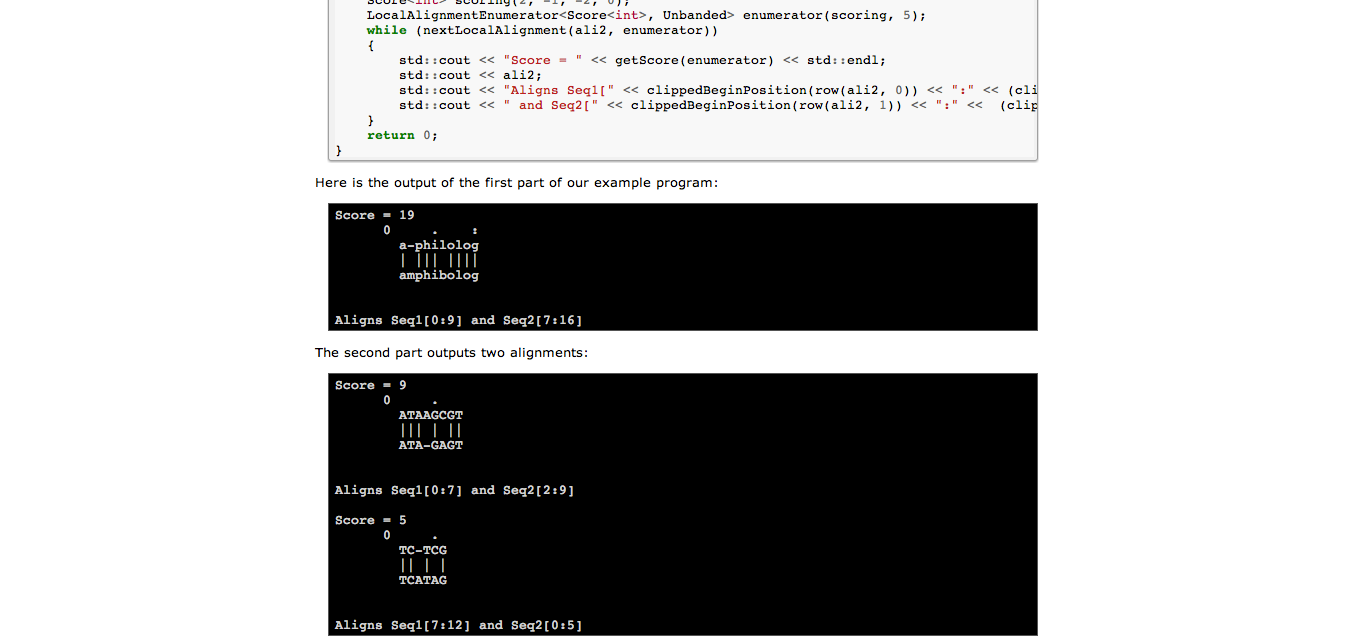 LocalAlignmentEnumerator<Score<int>, Unbanded> enumerator(scoring, 5);
while (nextLocalAlignment(ali2, enumerator))
{
std::cout << "Score = " << getScore(enumerator) << std::endl;
std::cout << ali2;
std::cout << "Aligns Seq1[" << clippedBeginPosition(row(ali2, 0)) << ":" << (cli
std::cout << " and Seq2[" << clippedBeginPosition(row(ali2, 1)) << ":" <<  (clip
}
return 0;
}
Here is the output of the first part of our example program:
Score = 19
0     .    :
a-philolog
| ||| ||||
amphibolog
Aligns Seq1[0:9] and Seq2[7:16]
The second part outputs two alignments:
Score = 9
0     .
ATAAGCGT
||| | ||
ATA-GAGT
Aligns Seq1[0:7] and Seq2[2:9]
Score = 5
0     .
TC-TCG
|| | |
TCATAG
Aligns Seq1[7:12] and Seq2[0:5]